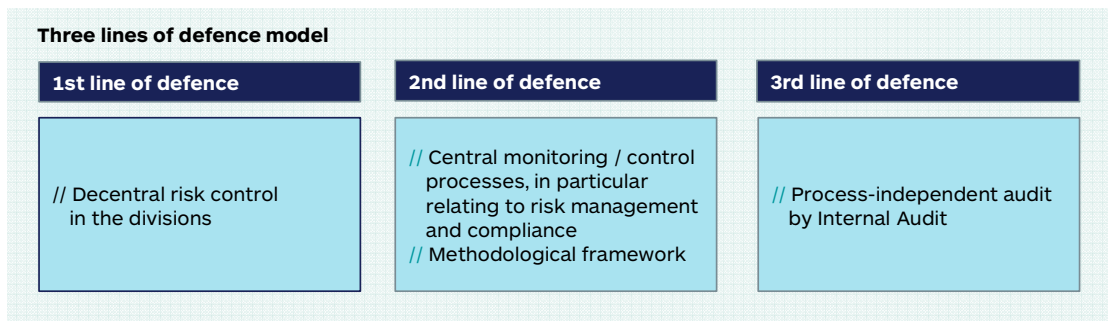 Three lines of defence model
1st line of defence
// Decentral risk control
in the divisions
2nd line of defence
// Central monitoring / control
processes, in particular
relating to risk management
and compliance
// Methodological framework
3rd line of defence
// Process-independent audit
by Internal Audit